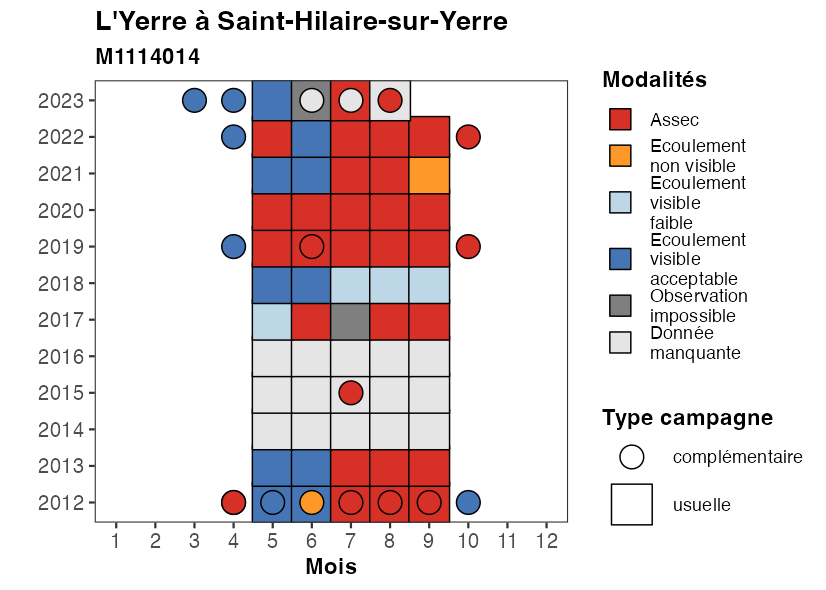 L'Yerre à Saint-Hilaire-sur-Yerre
M1114014
2023
2022
2021
2020
2019
2018
2017
2016
2015
2014
2013
2012
1 2 3 4 5 6 7 8 9 10 11 12
Mois
Modalités
Assec
Ecoulement
non visible
Ecoulement
visible
faible
Ecoulement
visible
acceptable
Observation
impossible
Donnée
manquante
Type campagne
complémentaire
usuelle